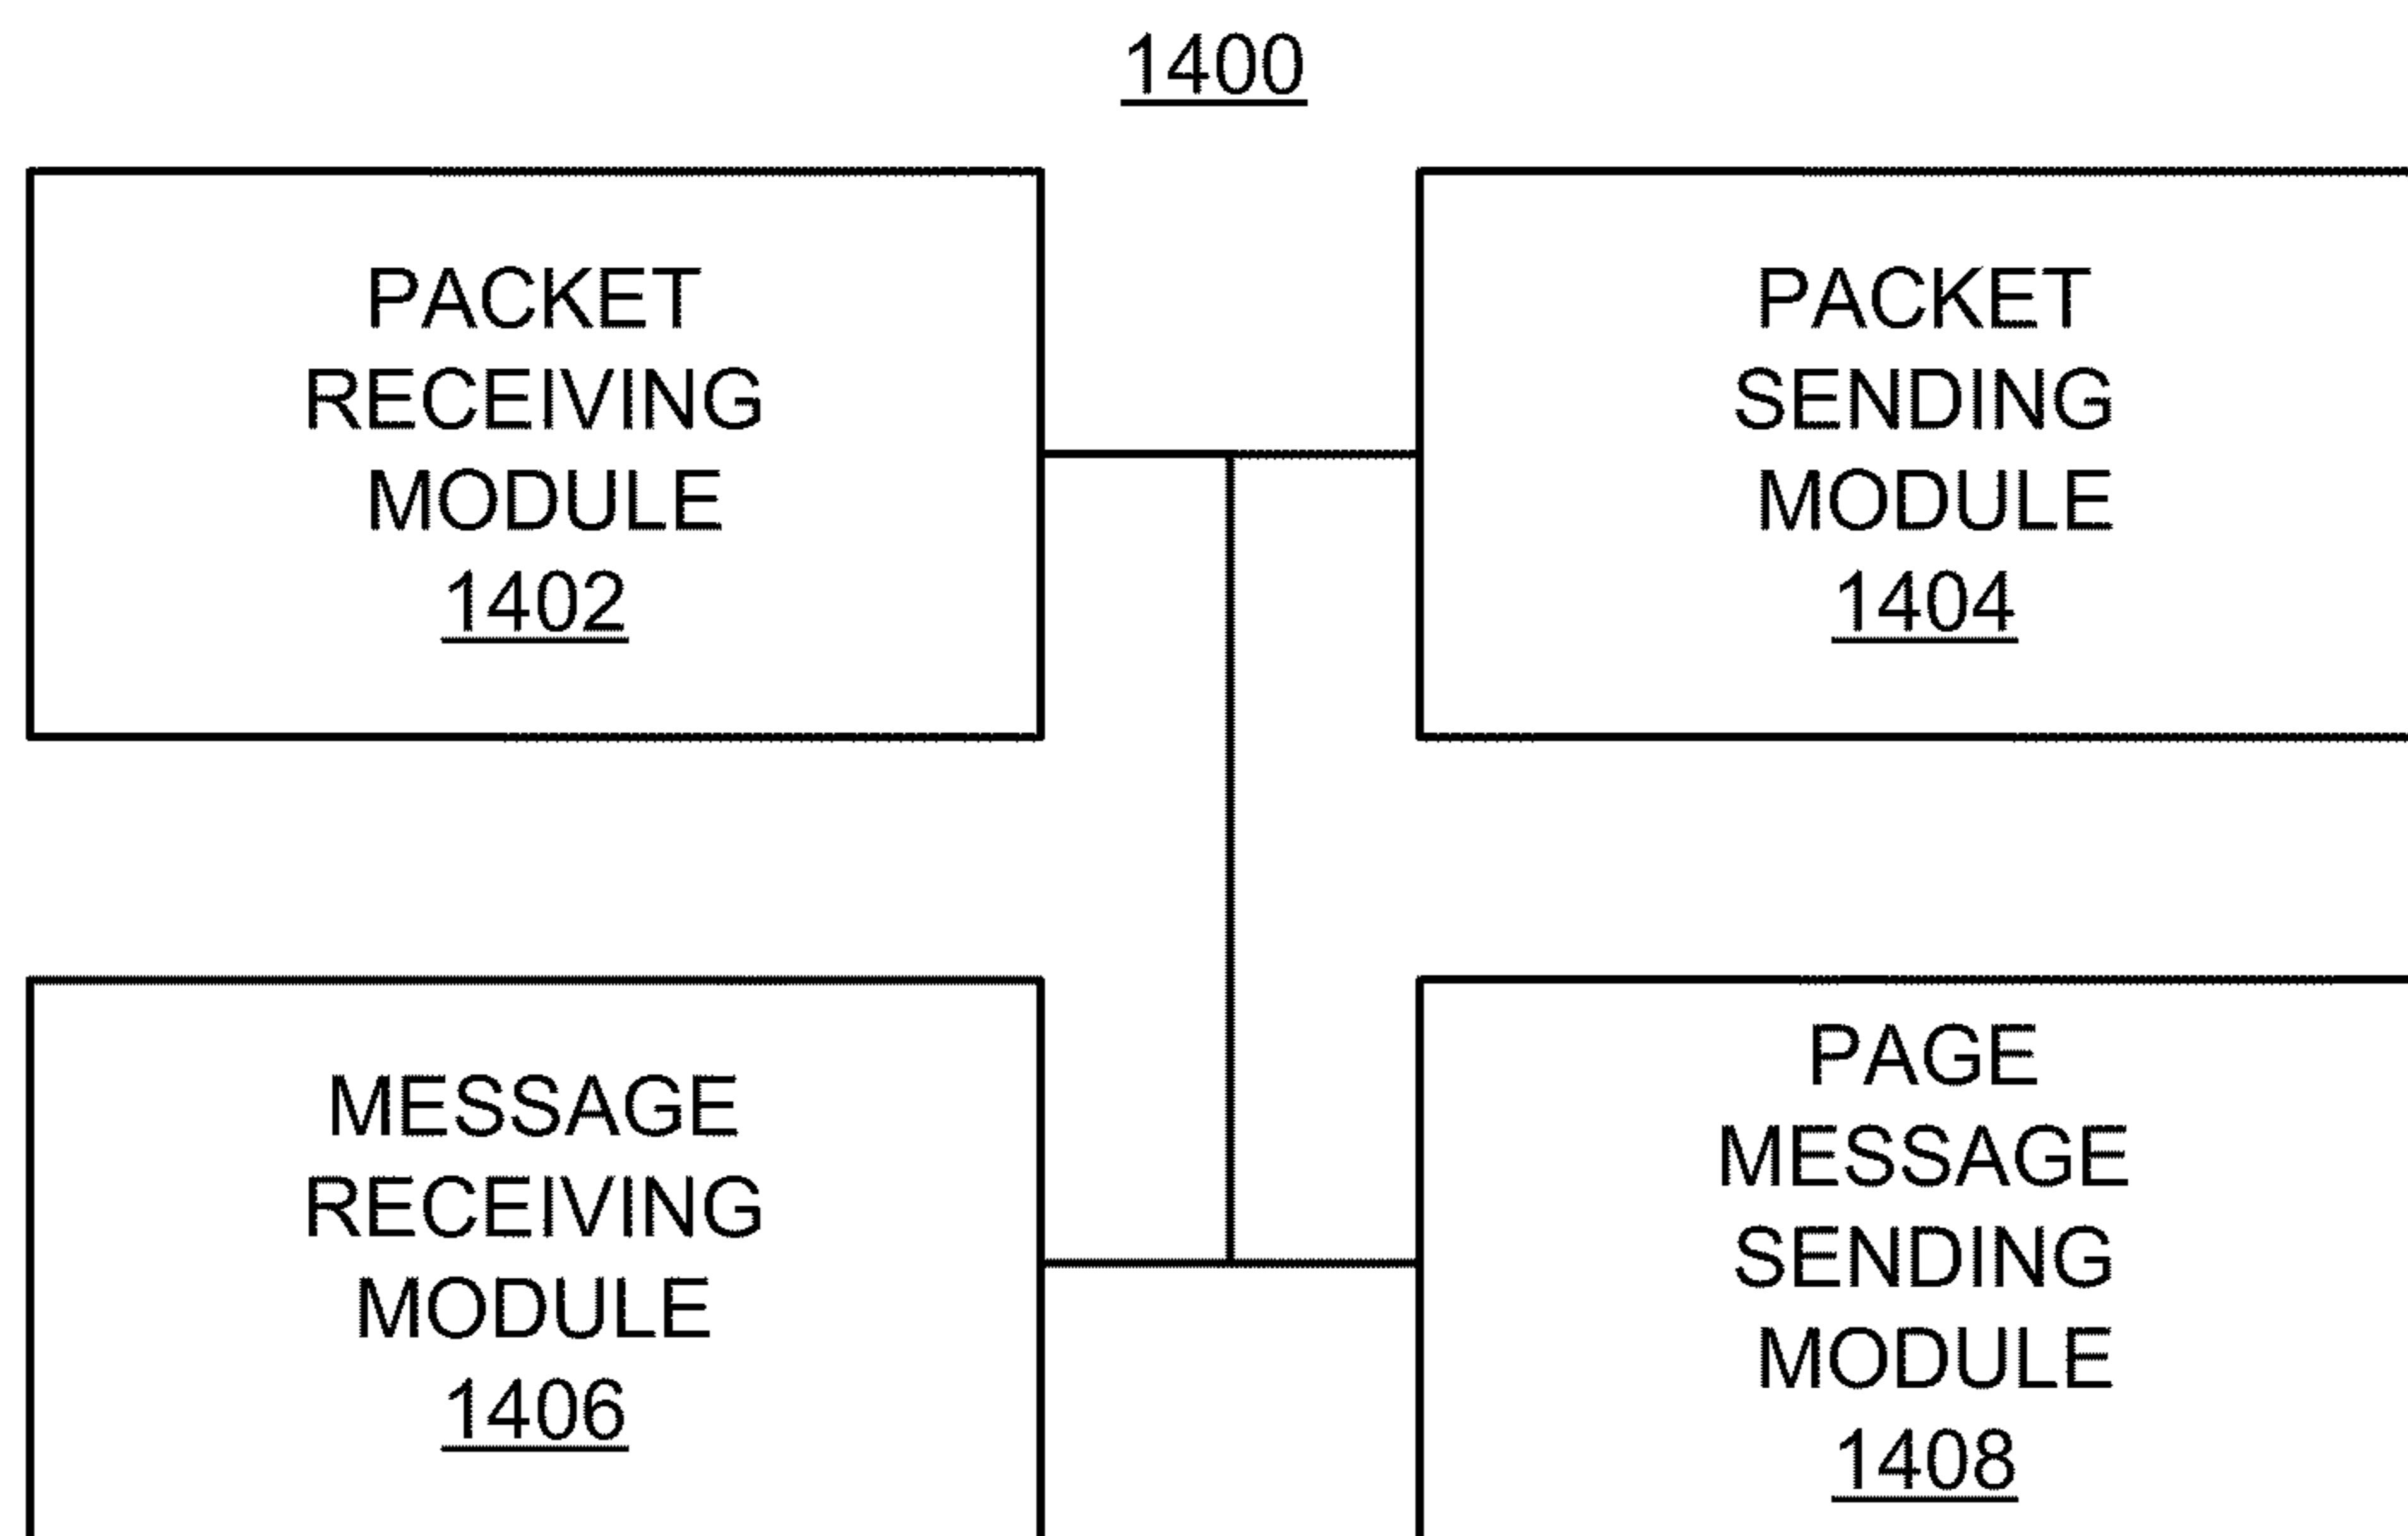 1400
PACKET
RECEIVING
MODULE
1402
PACKET
SENDING
MODULE
1404
MESSAGE
RECEIVING
MODULE
1406
PAGE
MESSAGE
SENDING
MODULE
1408